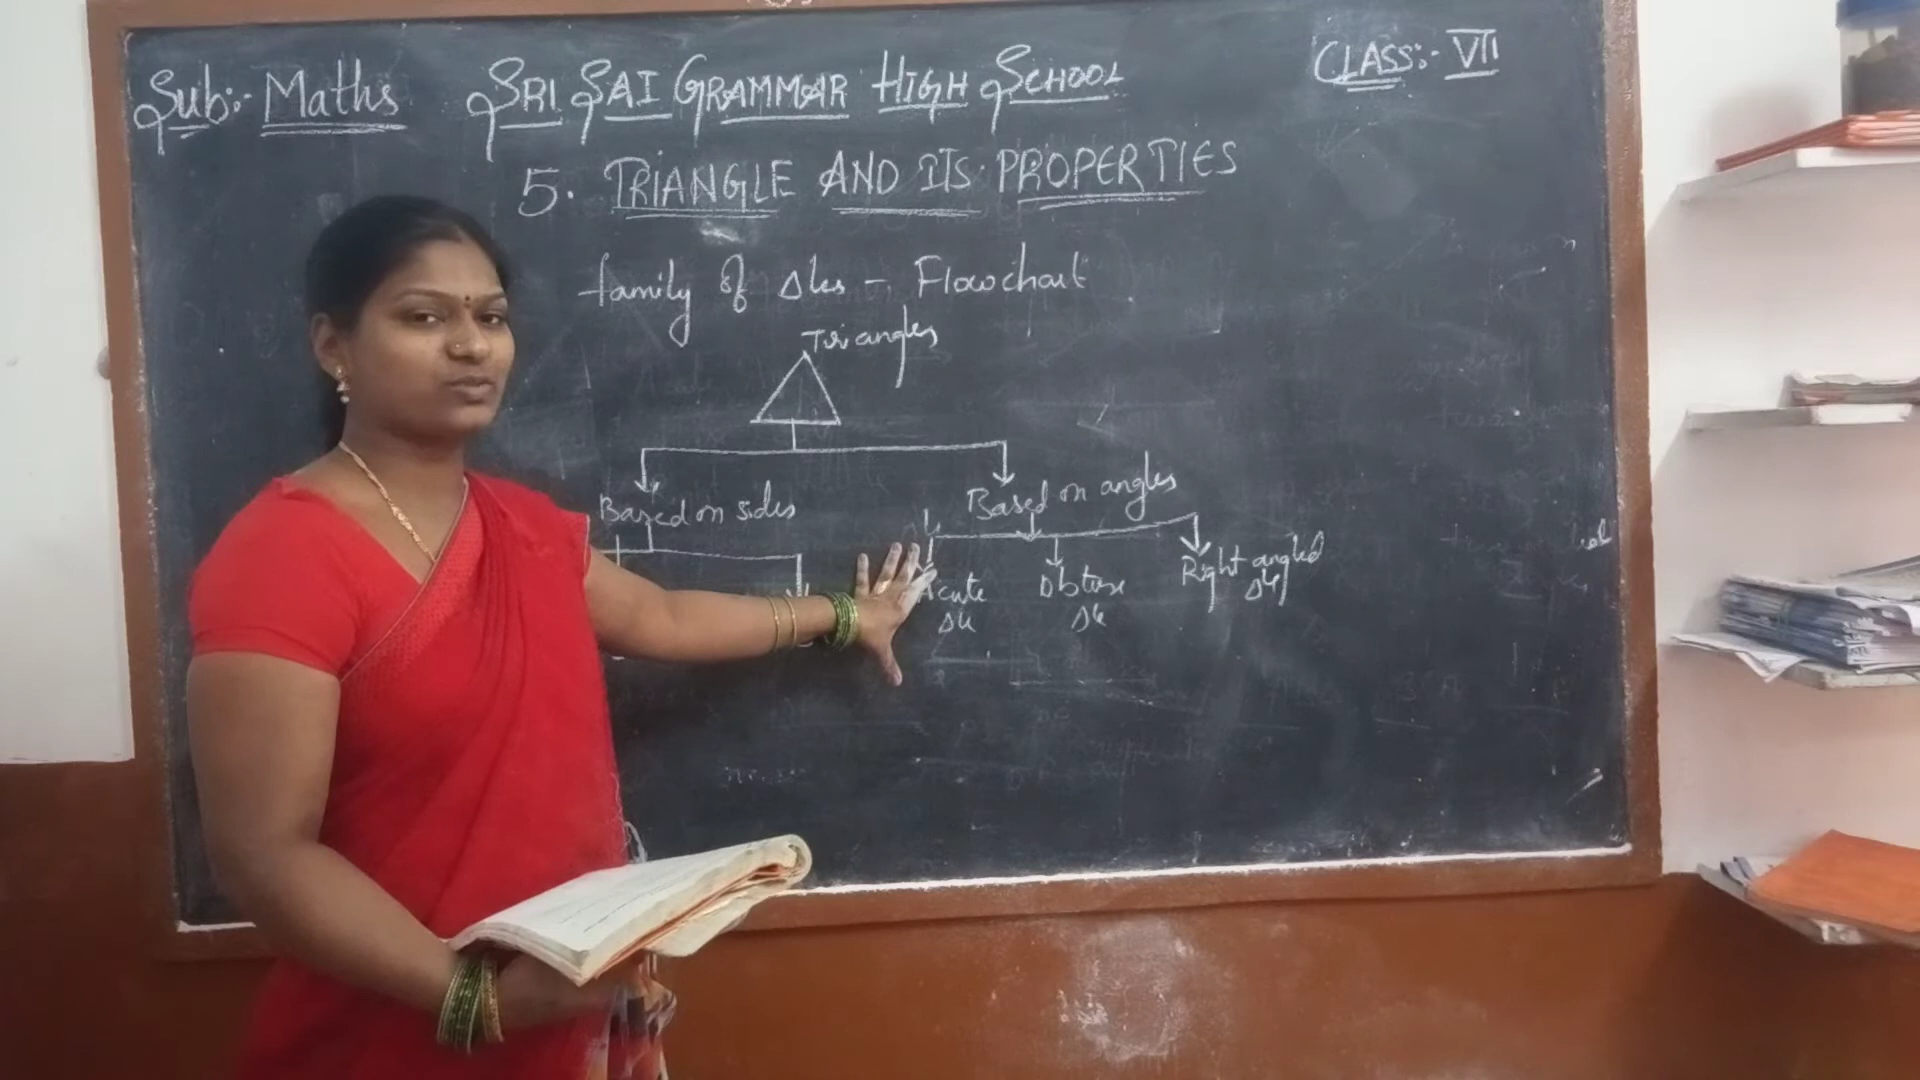 Sub:- Maths SRI SAI GRAMMAR HIGH SCHOOL CLASS:- VII
5. TRIANGLE AND ITS PROPERTIES
family of Δles - Flowchart
Triangles
Based on sides Based on angles
Acute Obtuse Right angled
Δle Δle Δle